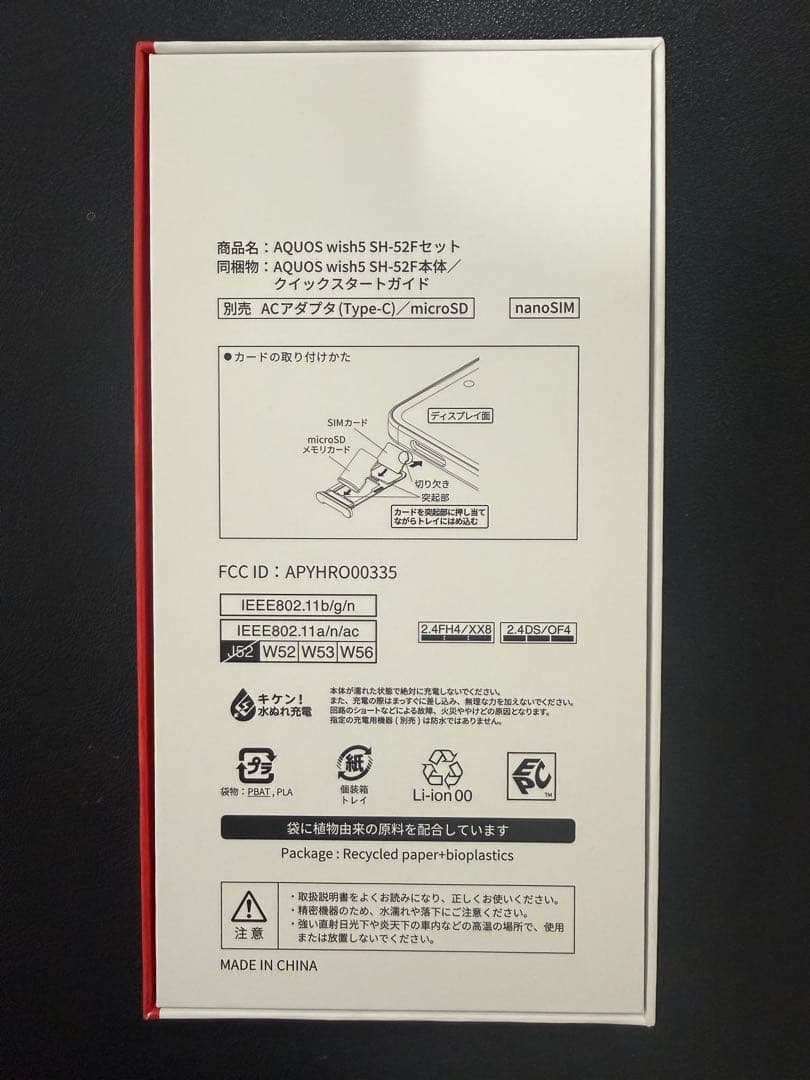 商品名：AQUOS wish5 SH-52Fセット
同梱物：AQUOS wish5 SH-52F本体／
クイックスタートガイド
別売 ACアダプタ(Type-C)／microSD
nanoSIM
●カードの取り付けかた
ディスプレイ面
SIMカード
microSD
メモリカード
切り欠き
突起部
カードを突起部に押し当て
ながらトレイにはめ込む
FCC ID：APYHRO00335
IEEE802.11b/g/n
IEEE802.11a/n/ac
J52 W52 W53 W56
2.4FH4/XX8
2.4DS/OF4
キケン！
水ぬれ充電
本体が濡れた状態で絶対に充電しないでください。
また、充電の際はまっすぐに差し込み、無理な力を加えないでください。
回路のショートなどによる故障、火災ややけどの原因となります。
指定の充電用機器(別売)は防水ではありません。
プラ
袋物：PBAT , PLA
紙
個装箱
トレイ
Li-ion 00
EPC
TM
袋に植物由来の原料を配合しています
Package : Recycled paper+bioplastics
注意
・取扱説明書をよくお読みになり、正しくお使いください。
・精密機器のため、水濡れや落下にご注意ください。
・強い直射日光下や炎天下の車内などの高温の場所で、使用
または放置しないでください。
MADE IN CHINA